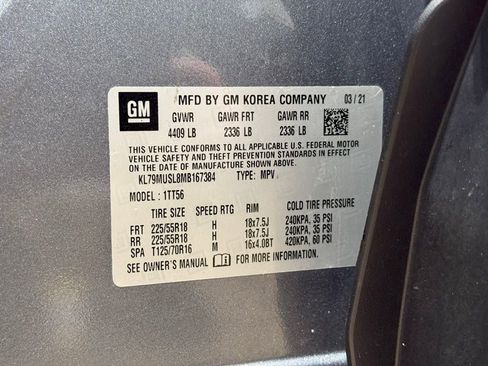 GM MFD BY GM KOREA COMPANY 03/21
GVWR GAWR FRT GAWR RR
4409 LB 2336 LB 2336 LB
THIS VEHICLE CONFORMS TO ALL APPLICABLE U.S. FEDERAL MOTOR
VEHICLE SAFETY AND THEFT PREVENTION STANDARDS IN EFFECT
ON THE DATE OF MANUFACTURE SHOWN ABOVE.
KL79MUSL8MB167384 TYPE: MPV
MODEL : 1TT56
TIRE SIZE SPEED RTG RIM COLD TIRE PRESSURE
FRT 225/55R18 H 18x7.5J 240KPA, 35 PSI
RR 225/55R18 H 18x7.5J 240KPA, 35 PSI
SPA T125/70R16 M 16x4.0BT 420KPA, 60 PSI
SEE OWNER'S MANUAL FOR MORE INFORMATION